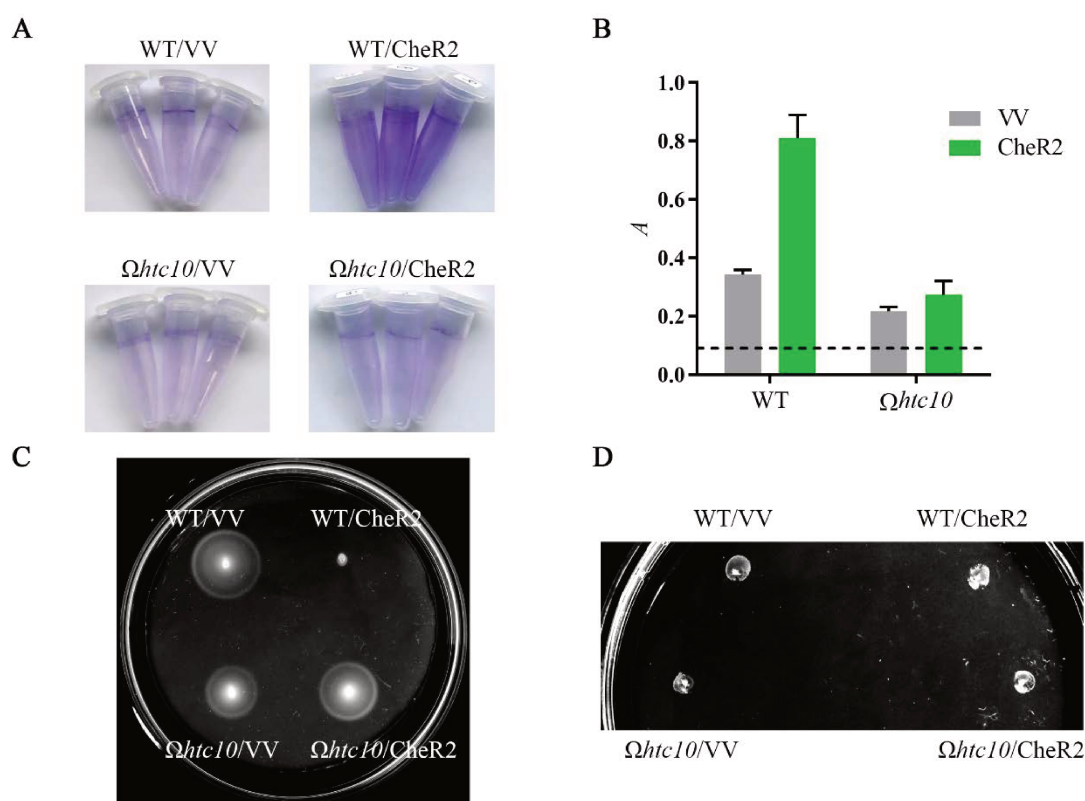 A
WT/VV
WT/CheR2
Ωhtc10/VV
Ωhtc10/CheR2
B
1.0
0.8
0.6
0.4
0.2
0.0
A
WT
Ωhtc10
VV
CheR2
C
WT/VV
WT/CheR2
Ωhtc10/VV
Ωhtc10/CheR2
D
WT/VV
WT/CheR2
Ωhtc10/VV
Ωhtc10/CheR2